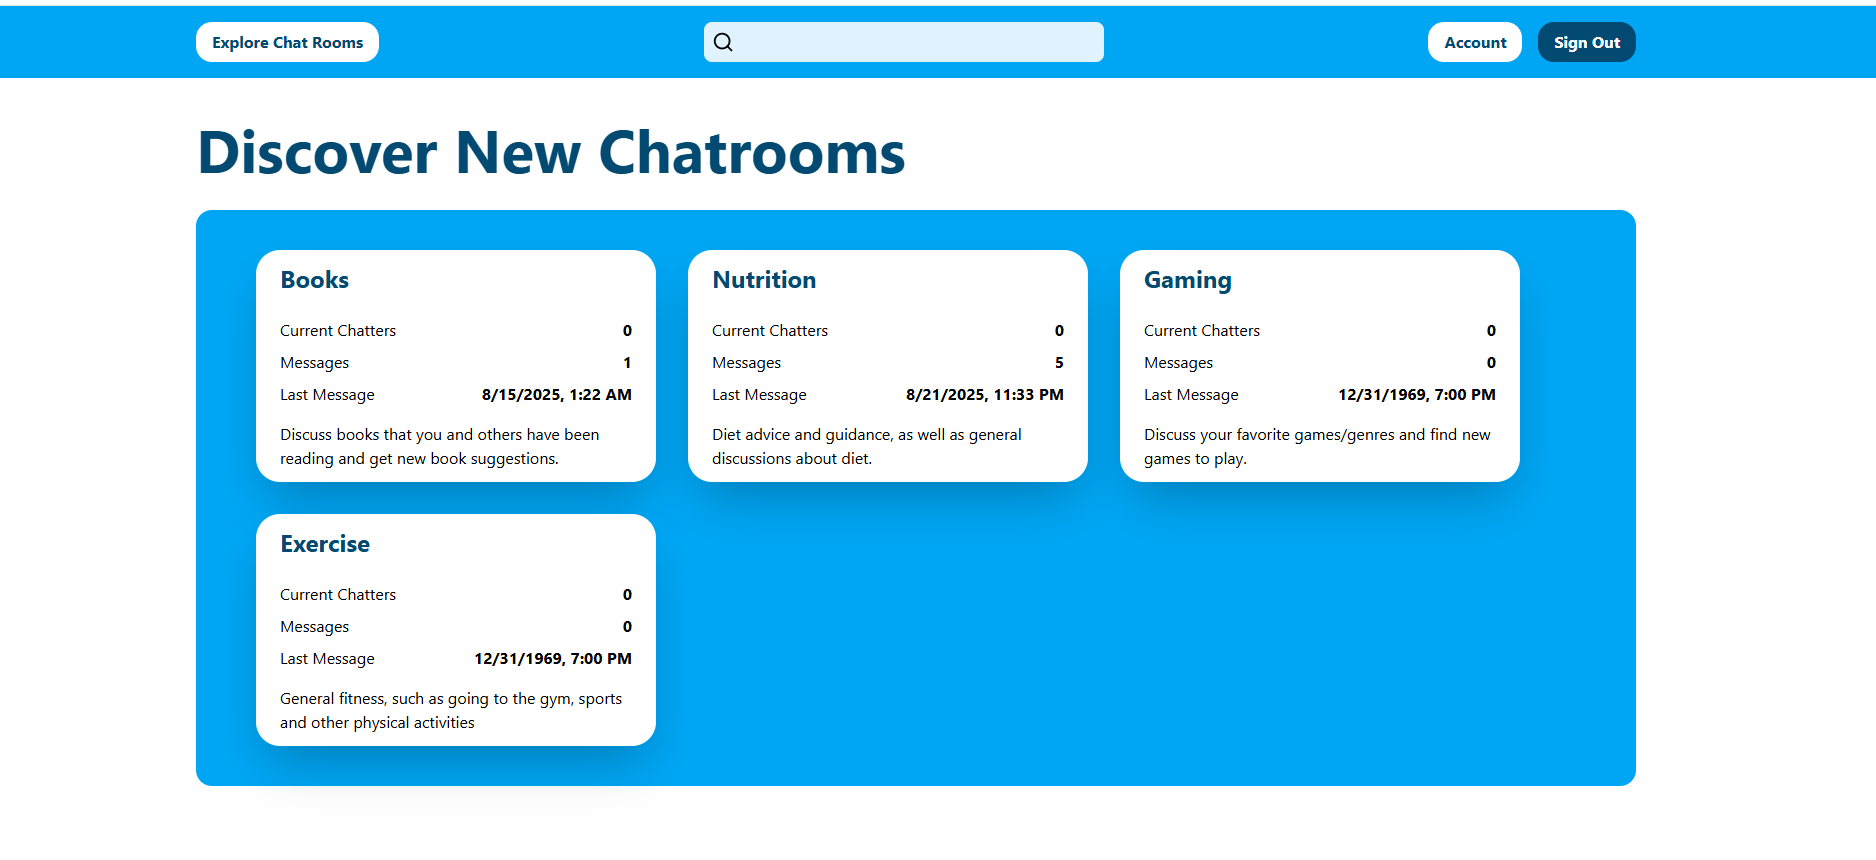 Explore Chat Rooms
Account
Sign Out
Discover New Chatrooms
Books
Current Chatters 0
Messages 1
Last Message 8/15/2025, 1:22 AM
Discuss books that you and others have been
reading and get new book suggestions.
Nutrition
Current Chatters 0
Messages 5
Last Message 8/21/2025, 11:33 PM
Diet advice and guidance, as well as general
discussions about diet.
Gaming
Current Chatters 0
Messages 0
Last Message 12/31/1969, 7:00 PM
Discuss your favorite games/genres and find new
games to play.
Exercise
Current Chatters 0
Messages 0
Last Message 12/31/1969, 7:00 PM
General fitness, such as going to the gym, sports
and other physical activities